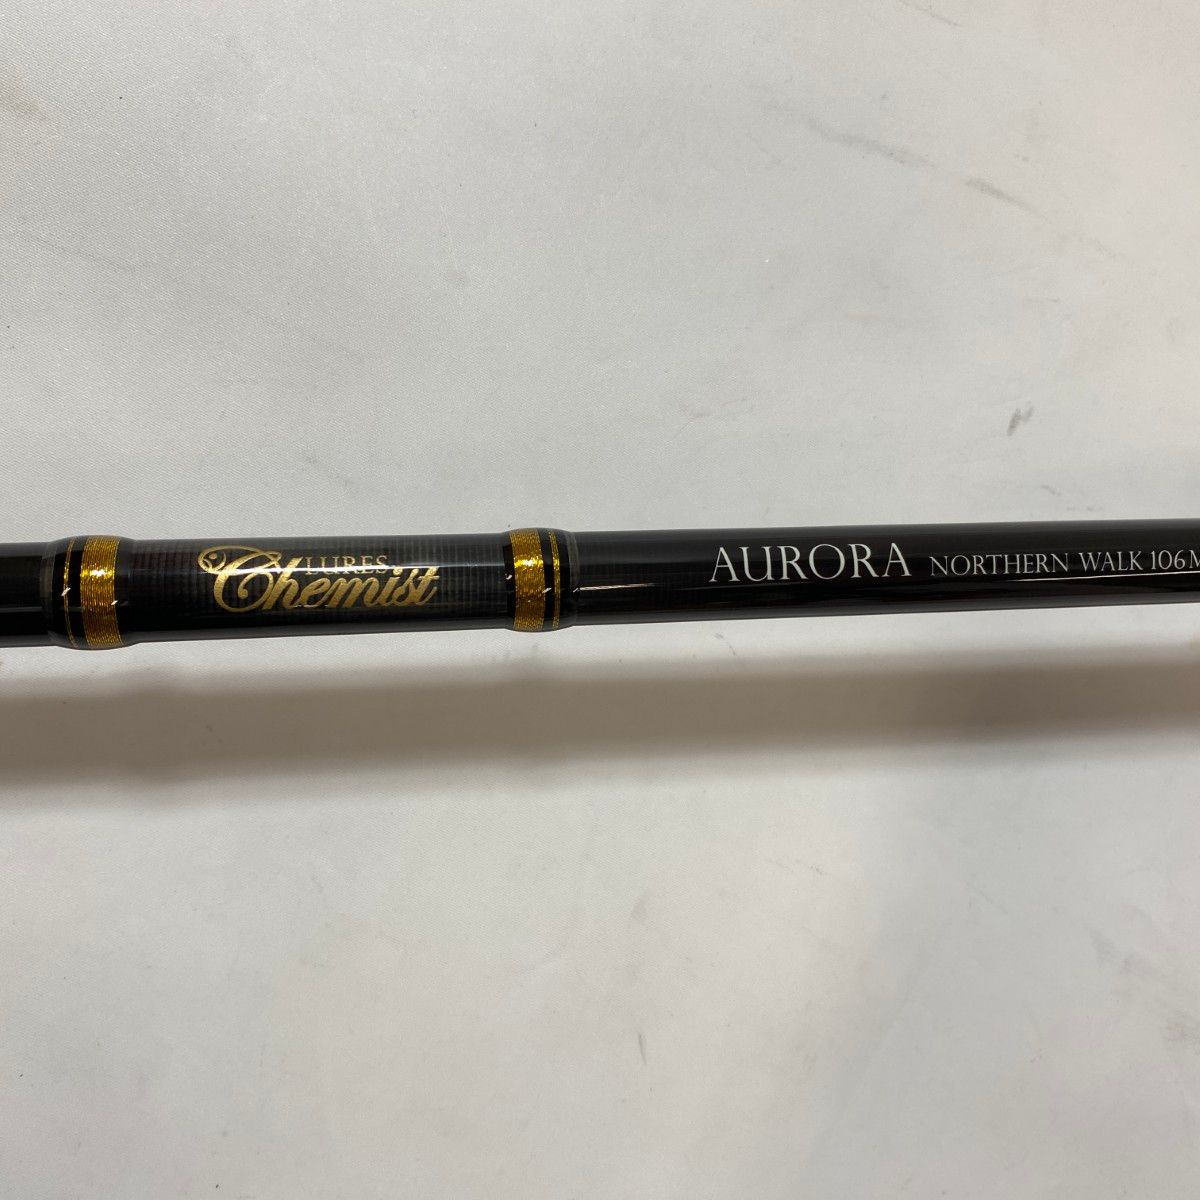 LURES
Chemist
AURORA NORTHERN WALK 106M